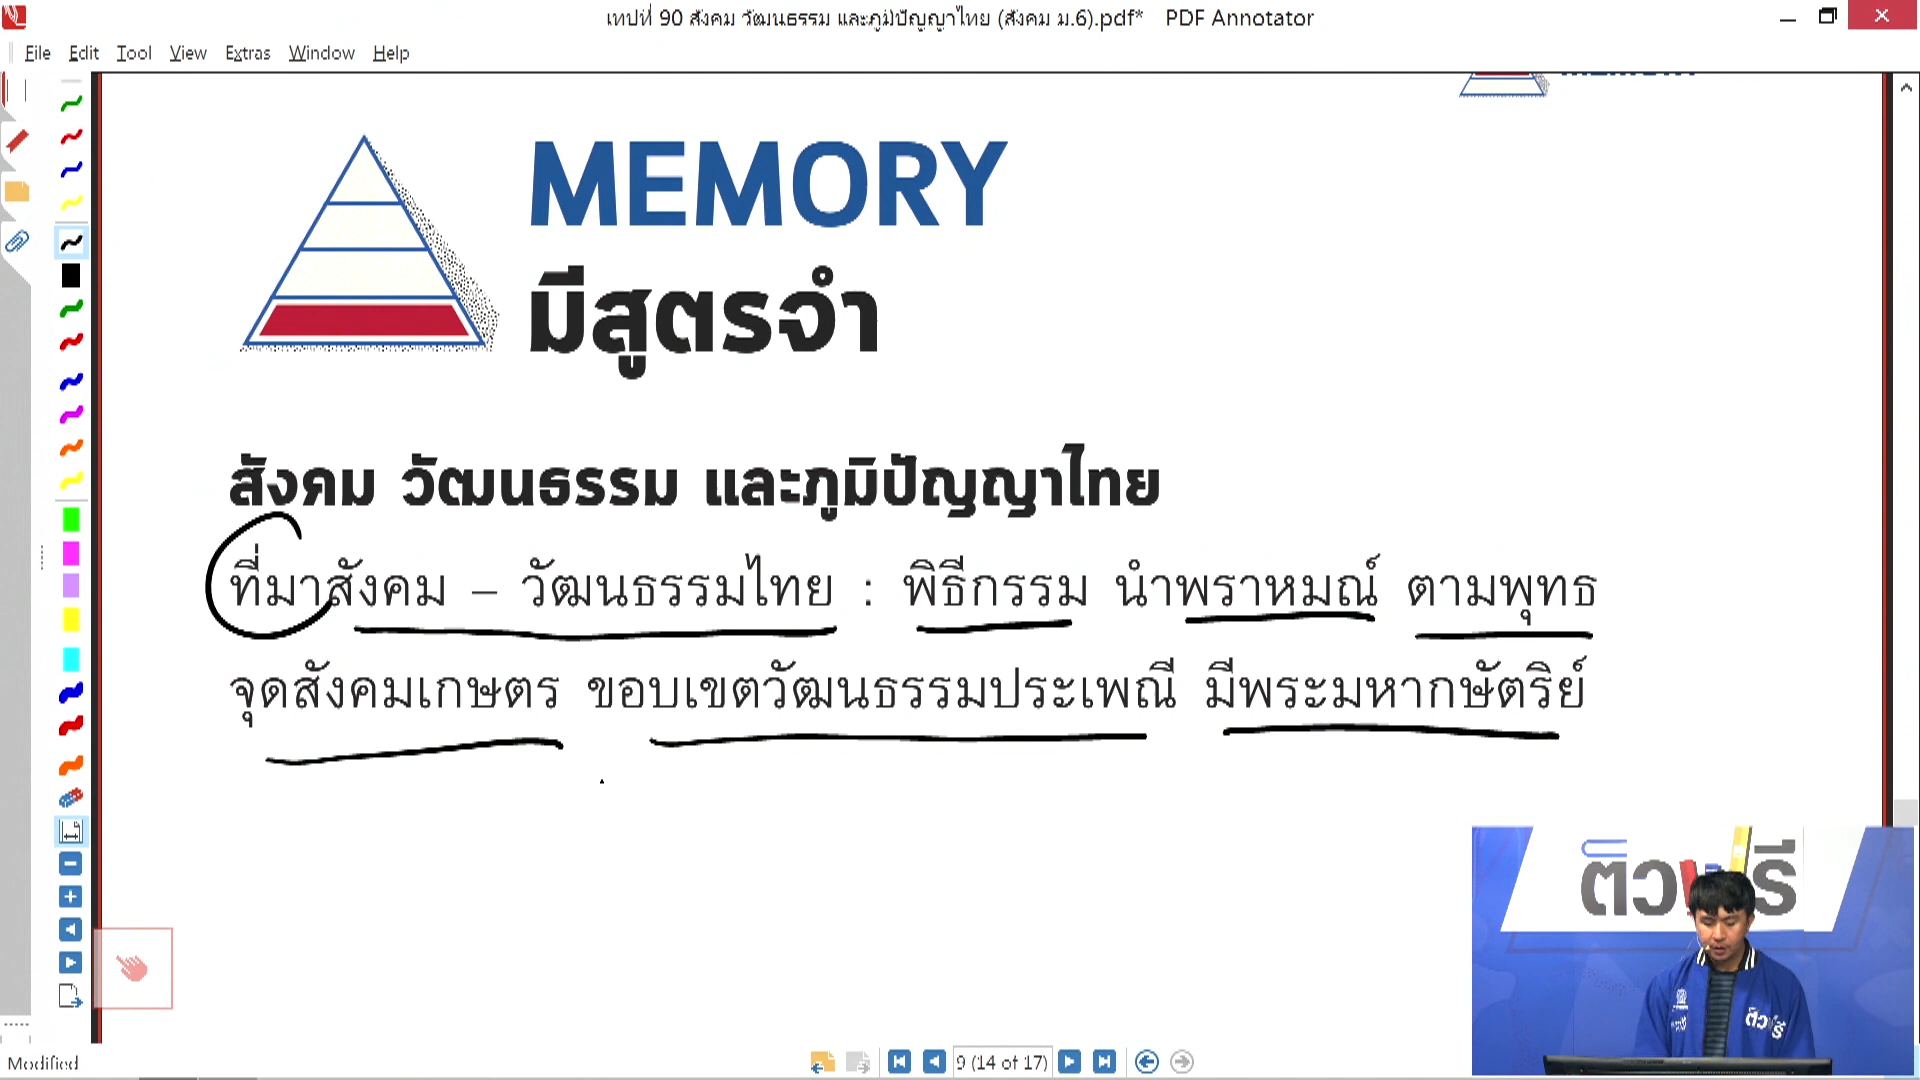 เทปที่ 90 สังคม วัฒนธรรม และภูมิปัญญาไทย (สังคม ม.6).pdf* PDF Annotator
File Edit Tool View Extras Window Help
MEMORY
มีสูตรจำ
สังคม วัฒนธรรม และภูมิปัญญาไทย
ที่มาสังคม – วัฒนธรรมไทย : พิธีกรรม นำพราหมณ์ ตามพุทธ
จุดสังคมเกษตร ขอบเขตวัฒนธรรมประเพณี มีพระมหากษัตริย์
ติวฟรี
ติวฟรี
Modified
9 (14 of 17)